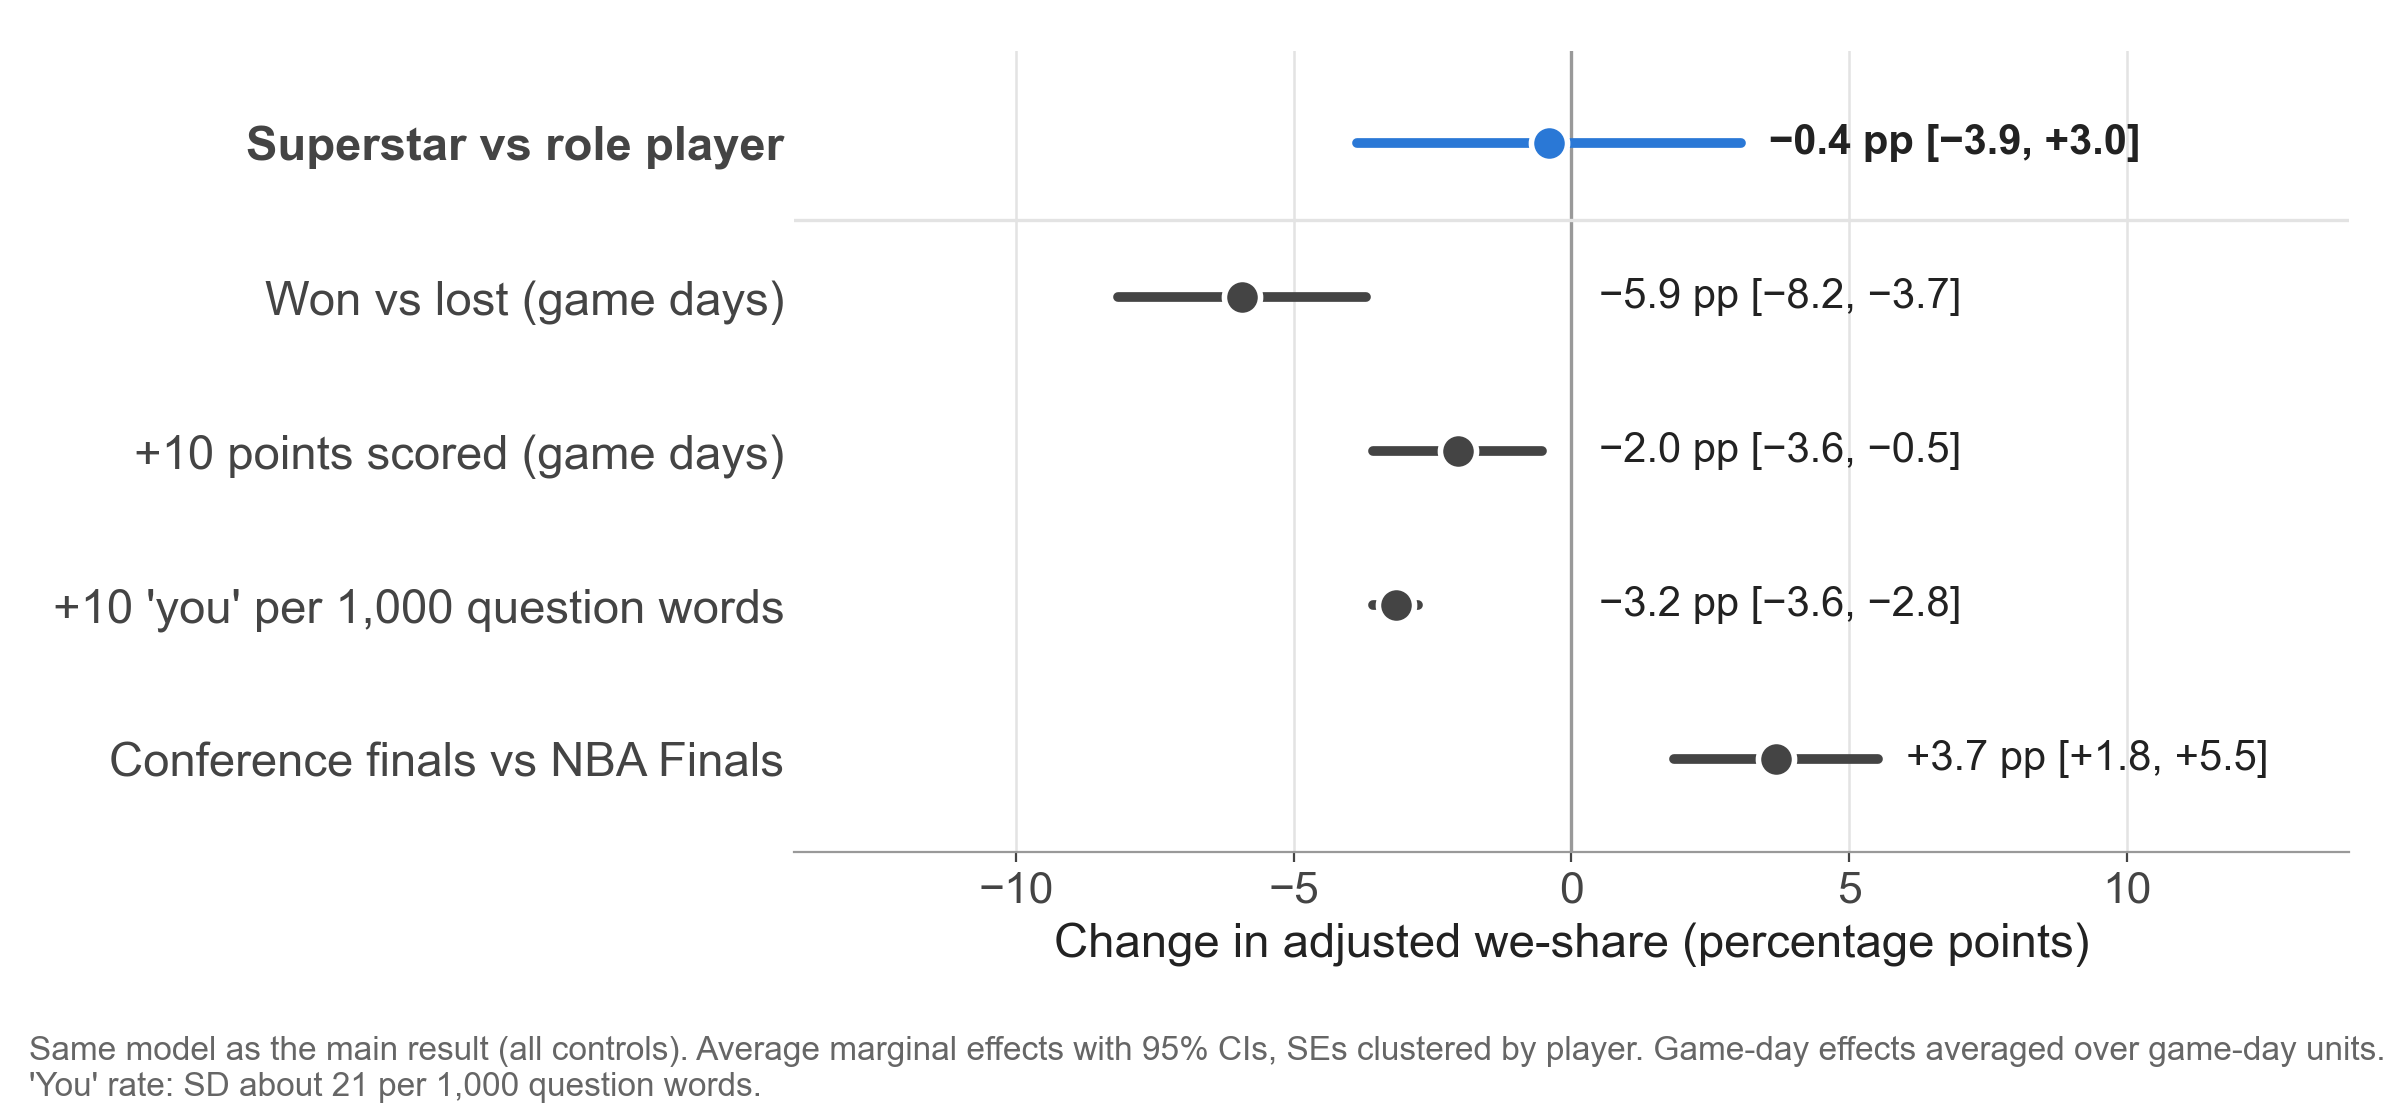 Superstar vs role player −0.4 pp [−3.9, +3.0]
Won vs lost (game days) −5.9 pp [−8.2, −3.7]
+10 points scored (game days) −2.0 pp [−3.6, −0.5]
+10 'you' per 1,000 question words −3.2 pp [−3.6, −2.8]
Conference finals vs NBA Finals +3.7 pp [+1.8, +5.5]
−10 −5 0 5 10
Change in adjusted we-share (percentage points)
Same model as the main result (all controls). Average marginal effects with 95% CIs, SEs clustered by player. Game-day effects averaged over game-day units.
'You' rate: SD about 21 per 1,000 question words.